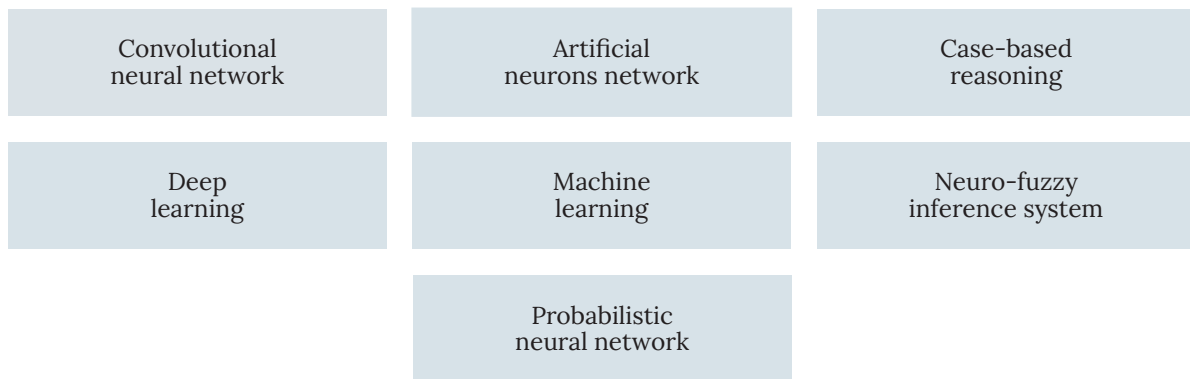 Convolutional
neural network
Artificial
neurons network
Case-based
reasoning
Deep
learning
Machine
learning
Neuro-fuzzy
inference system
Probabilistic
neural network